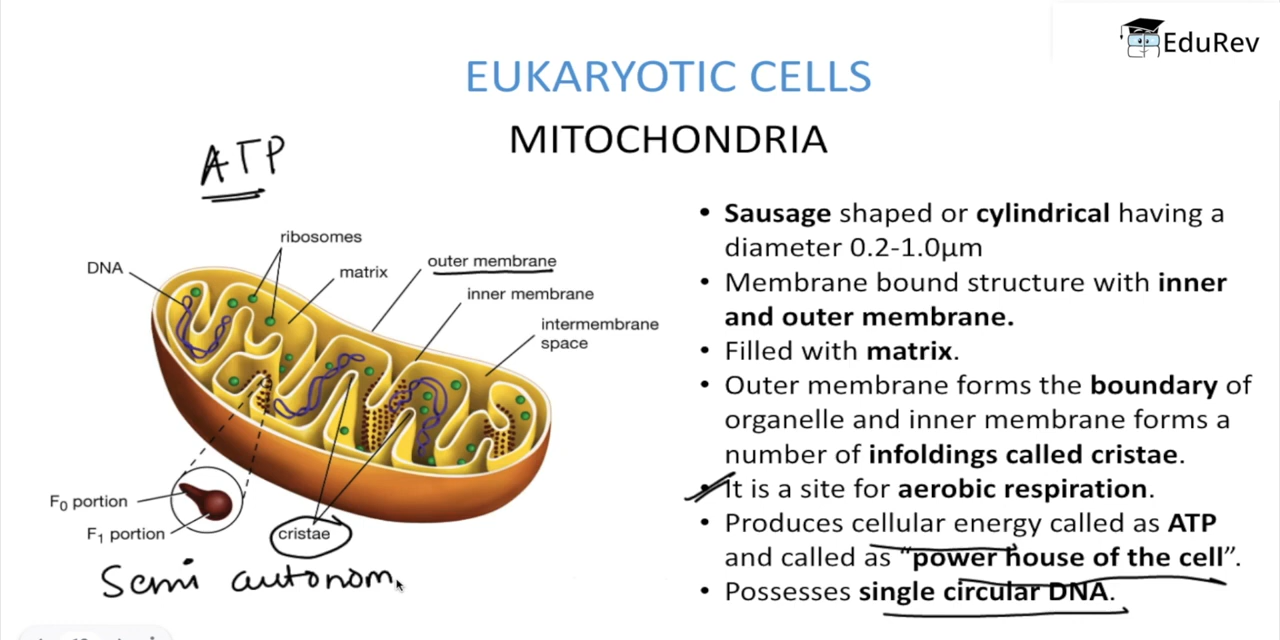 EduRev
EUKARYOTIC CELLS
MITOCHONDRIA
ATP
ribosomes
DNA
matrix
outer membrane
inner membrane
intermembrane
space
F₀ portion
F₁ portion
cristae
Semi autonom
• Sausage shaped or cylindrical having a
diameter 0.2-1.0µm
• Membrane bound structure with inner
and outer membrane.
• Filled with matrix.
• Outer membrane forms the boundary of
organelle and inner membrane forms a
number of infoldings called cristae.
• It is a site for aerobic respiration.
• Produces cellular energy called as ATP
and called as “power house of the cell”.
• Possesses single circular DNA.